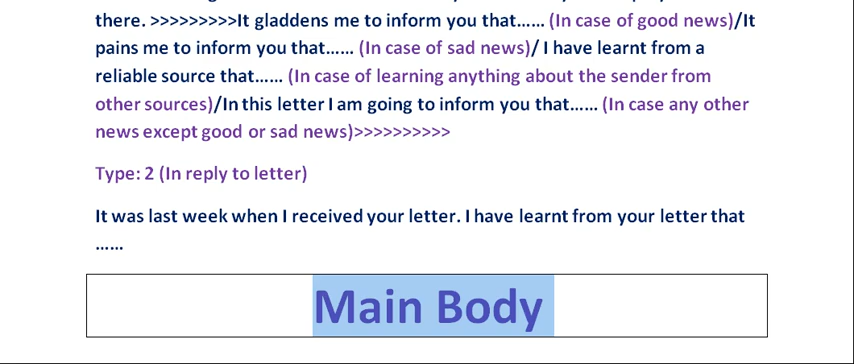 there. >>>>>>>>>It gladdens me to inform you that…… (In case of good news)/It
pains me to inform you that…… (In case of sad news)/ I have learnt from a
reliable source that…… (In case of learning anything about the sender from
other sources)/In this letter I am going to inform you that…… (In case any other
news except good or sad news)>>>>>>>>>>
Type: 2 (In reply to letter)
It was last week when I received your letter. I have learnt from your letter that
……
Main Body